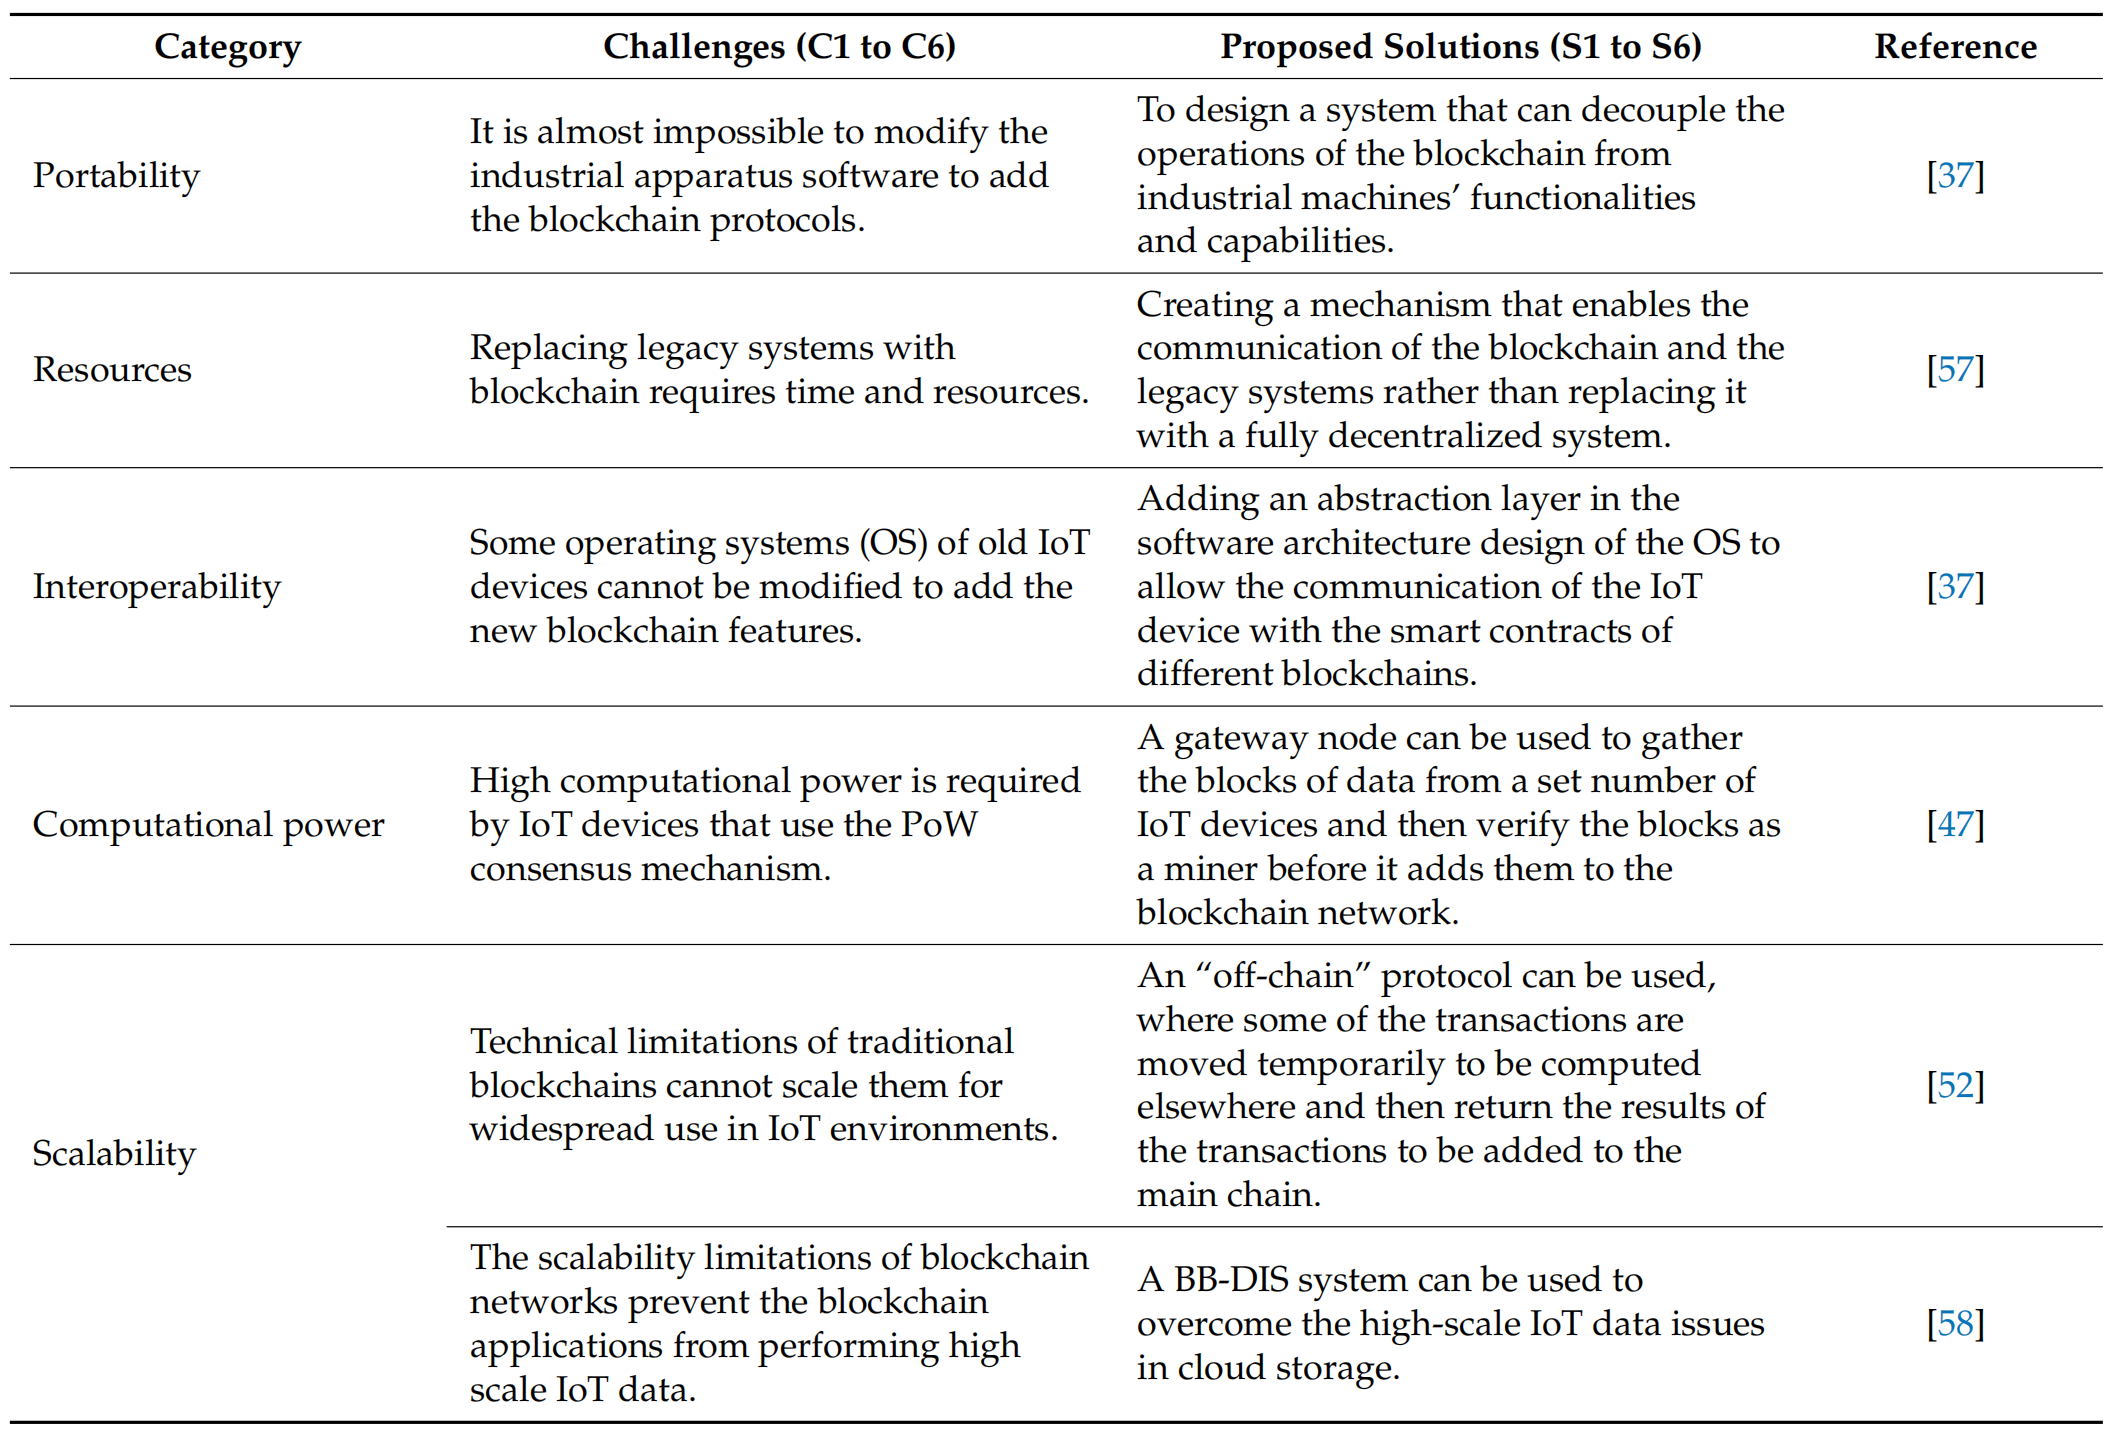 Category Challenges (C1 to C6) Proposed Solutions (S1 to S6) Reference
Portability
It is almost impossible to modify the
industrial apparatus software to add
the blockchain protocols.
To design a system that can decouple the
operations of the blockchain from
industrial machines’ functionalities
and capabilities.
[37]
Resources
Replacing legacy systems with
blockchain requires time and resources.
Creating a mechanism that enables the
communication of the blockchain and the
legacy systems rather than replacing it
with a fully decentralized system.
[57]
Interoperability
Some operating systems (OS) of old IoT
devices cannot be modified to add the
new blockchain features.
Adding an abstraction layer in the
software architecture design of the OS to
allow the communication of the IoT
device with the smart contracts of
different blockchains.
[37]
Computational power
High computational power is required
by IoT devices that use the PoW
consensus mechanism.
A gateway node can be used to gather
the blocks of data from a set number of
IoT devices and then verify the blocks as
a miner before it adds them to the
blockchain network.
[47]
Scalability
Technical limitations of traditional
blockchains cannot scale them for
widespread use in IoT environments.
An “off-chain” protocol can be used,
where some of the transactions are
moved temporarily to be computed
elsewhere and then return the results of
the transactions to be added to the
main chain.
[52]
The scalability limitations of blockchain
networks prevent the blockchain
applications from performing high
scale IoT data.
A BB-DIS system can be used to
overcome the high-scale IoT data issues
in cloud storage.
[58]